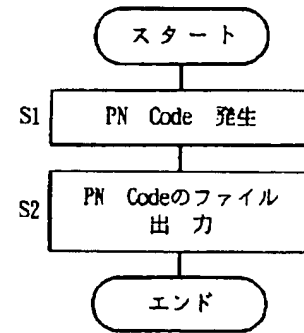 スタート
S1
PN Code 発生
S2
PN Codeのファイル
出力
エンド